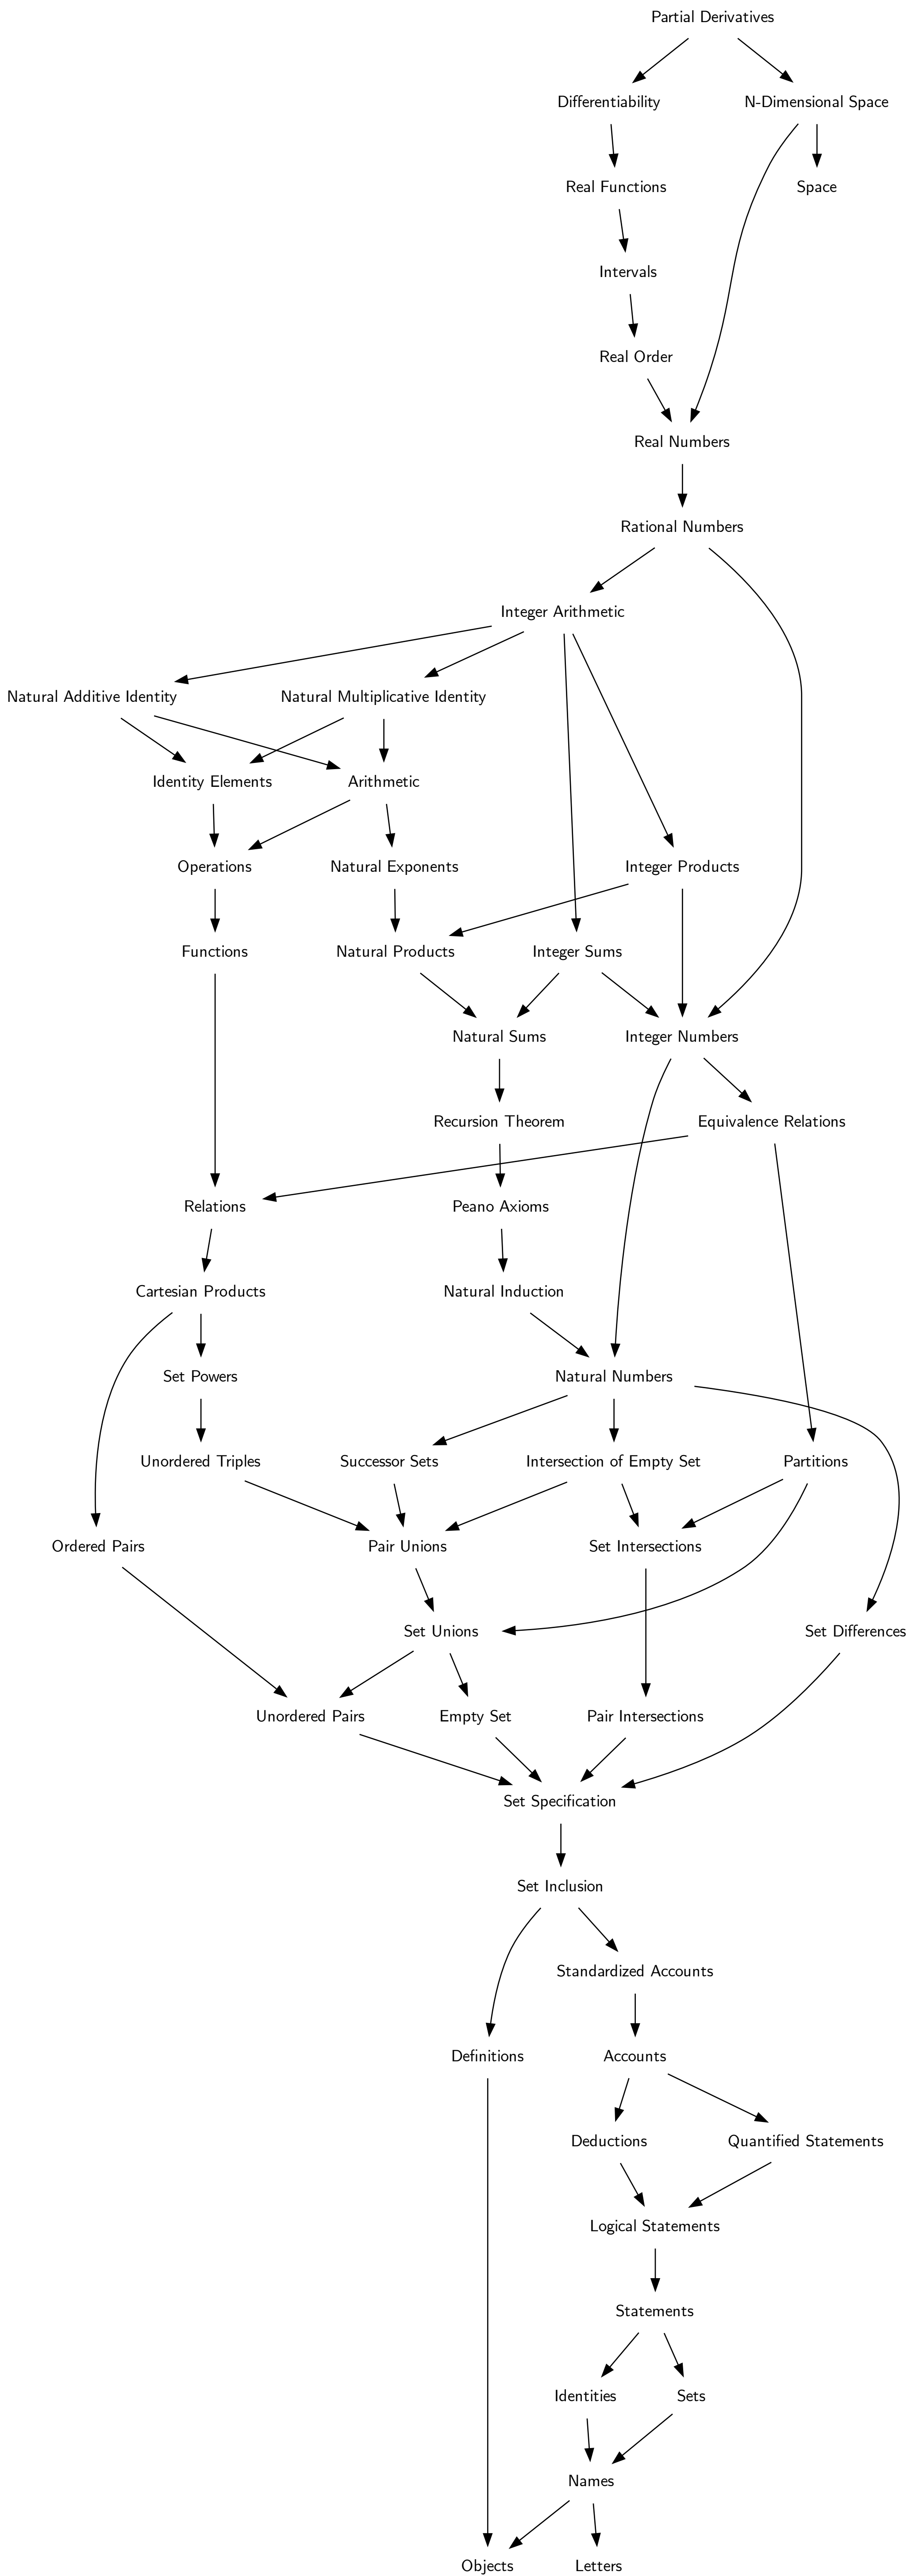 Partial Derivatives
Differentiability
N-Dimensional Space
Real Functions
Space
Intervals
Real Order
Real Numbers
Rational Numbers
Integer Arithmetic
Natural Additive Identity
Natural Multiplicative Identity
Identity Elements
Arithmetic
Operations
Natural Exponents
Integer Products
Functions
Natural Products
Integer Sums
Natural Sums
Integer Numbers
Recursion Theorem
Equivalence Relations
Relations
Peano Axioms
Cartesian Products
Natural Induction
Set Powers
Natural Numbers
Unordered Triples
Successor Sets
Intersection of Empty Set
Partitions
Ordered Pairs
Pair Unions
Set Intersections
Set Unions
Set Differences
Unordered Pairs
Empty Set
Pair Intersections
Set Specification
Set Inclusion
Standardized Accounts
Definitions
Accounts
Deductions
Quantified Statements
Logical Statements
Statements
Identities
Sets
Names
Objects
Letters